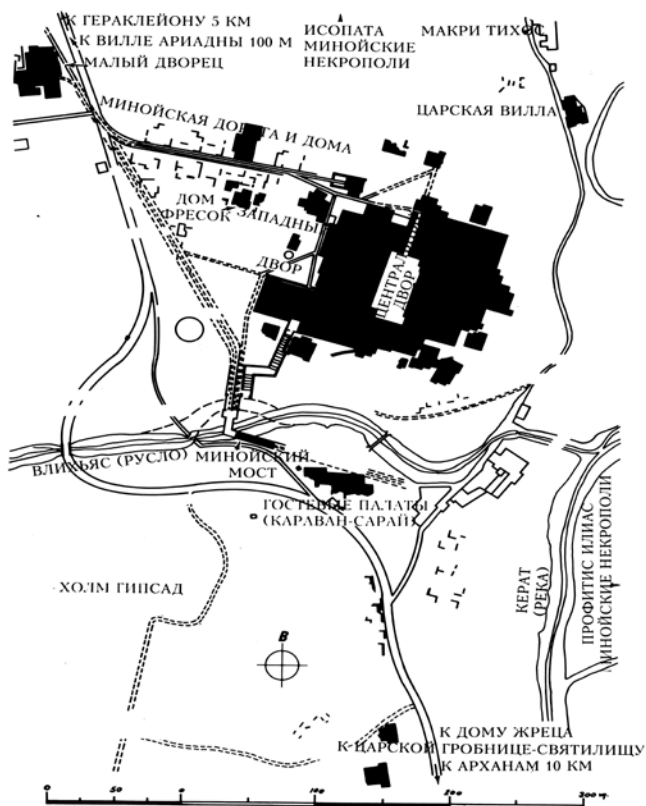 К ГЕРАКЛЕЙОНУ 5 КМ
К ВИЛЛЕ АРИАДНЫ 100 М
МАЛЫЙ ДВОРЕЦ
ИСОПАТА
МИНОЙСКИЕ
НЕКРОПОЛИ
МАКРИ ТИХОС
ЦАРСКАЯ ВИЛЛА
МИНОЙСКАЯ ДОРОГА И ДОМА
ДОМ
ФРЕСОК
ЗАПАДНЫЙ
ДВОР
ЦЕНТРАЛ
ДВОР
ВЛИХЬЯС (РУСЛО)
МИНОЙСКИЙ
МОСТ
ГОСТЕВЫЕ ПАЛАТЫ
(КАРАВАН-САРАЙ)
ХОЛМ ГИПСАД
КЕРАТ
(РЕКА)
ПРОФИТИС ИЛИАС
МИНОЙСКИЕ НЕКРОПОЛИ
В
К ДОМУ ЖРЕЦА
К ЦАРСКОЙ ГРОБНИЦЕ-СВЯТИЛИЩУ
К АРХАНАМ 10 КМ
0 50 0 100 200 300 м.